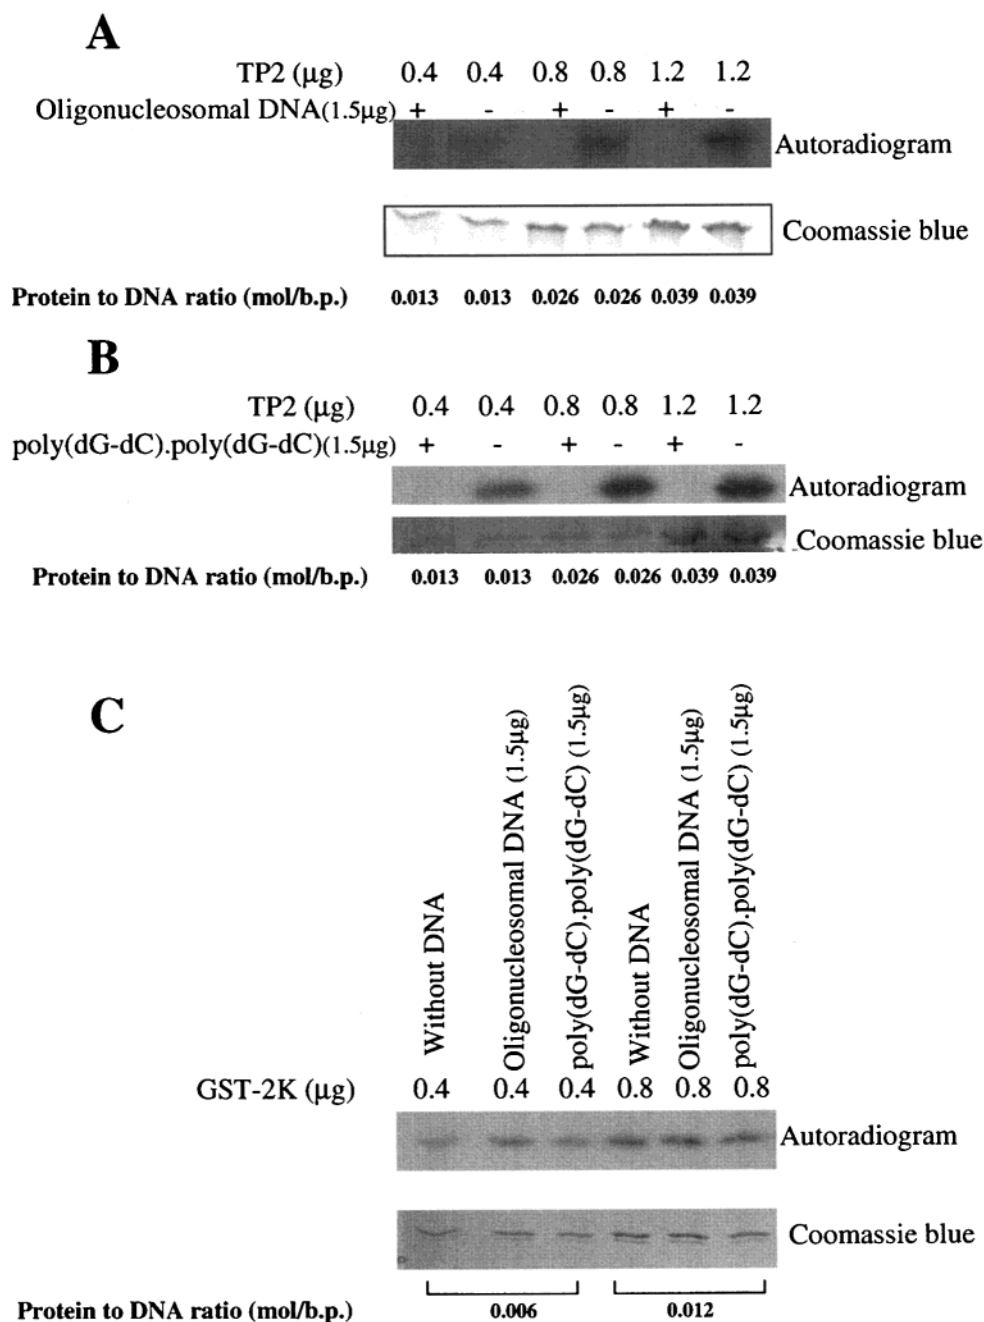 A
TP2 (µg) 0.4 0.4 0.8 0.8 1.2 1.2
Oligonucleosomal DNA(1.5µg) + - + - + -
Autoradiogram
Coomassie blue
Protein to DNA ratio (mol/b.p.) 0.013 0.013 0.026 0.026 0.039 0.039
B
TP2 (µg) 0.4 0.4 0.8 0.8 1.2 1.2
poly(dG-dC).poly(dG-dC)(1.5µg) + - + - + -
Autoradiogram
Coomassie blue
Protein to DNA ratio (mol/b.p.) 0.013 0.013 0.026 0.026 0.039 0.039
C
Without DNA
Oligonucleosomal DNA (1.5µg)
poly(dG-dC).poly(dG-dC) (1.5µg)
Without DNA
Oligonucleosomal DNA (1.5µg)
poly(dG-dC).poly(dG-dC) (1.5µg)
GST-2K (µg) 0.4 0.4 0.4 0.8 0.8 0.8
Autoradiogram
Coomassie blue
Protein to DNA ratio (mol/b.p.) 0.006 0.012